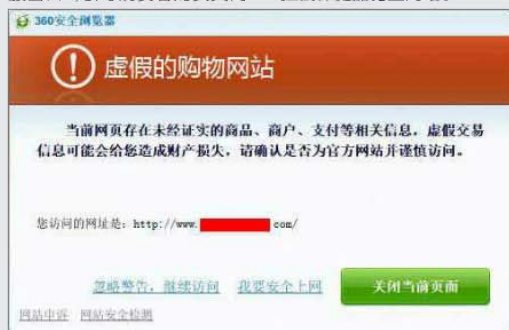 360安全浏览器
虚假的购物网站
当前网页存在未经证实的商品、商户、支付等相关信息，虚假交易
信息可能会给您造成财产损失，请确认是否为官方网站并谨慎访问。
您访问的网址是：http://www. com/
忽略警告，继续访问 我要安全上网 关闭当前页面
网站申诉 网站安全检测